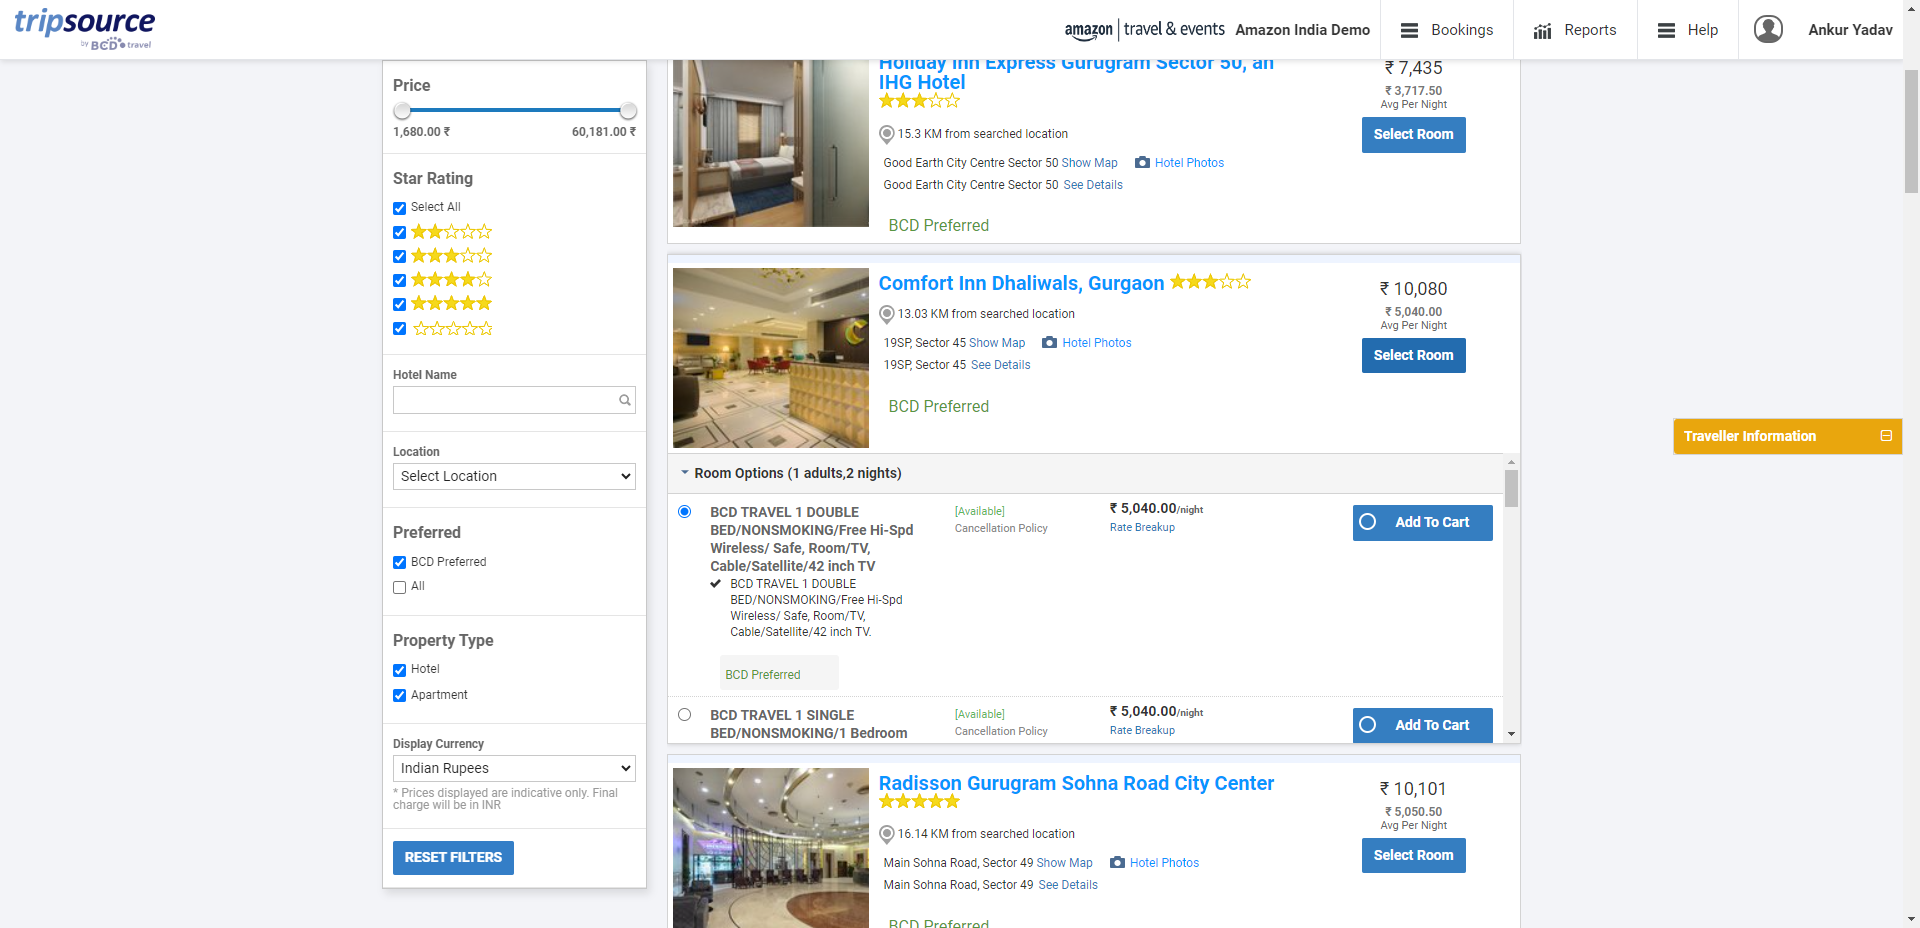 tripsource
by BCD travel
amazon | travel & events
Amazon India Demo
Bookings
Reports
Help
Ankur Yadav
Price
1,680.00 ₹
60,181.00 ₹
Star Rating
Select All
Hotel Name
Location
Select Location
Preferred
BCD Preferred
All
Property Type
Hotel
Apartment
Display Currency
Indian Rupees
* Prices displayed are indicative only. Final
charge will be in INR
RESET FILTERS
Holiday Inn Express Gurugram Sector 50, an
IHG Hotel
15.3 KM from searched location
Good Earth City Centre Sector 50 Show Map Hotel Photos
Good Earth City Centre Sector 50 See Details
BCD Preferred
₹ 7,435
₹ 3,717.50
Avg Per Night
Select Room
Comfort Inn Dhaliwals, Gurgaon
13.03 KM from searched location
19SP, Sector 45 Show Map Hotel Photos
19SP, Sector 45 See Details
BCD Preferred
₹ 10,080
₹ 5,040.00
Avg Per Night
Select Room
Room Options (1 adults,2 nights)
BCD TRAVEL 1 DOUBLE
BED/NONSMOKING/Free Hi-Spd
Wireless/ Safe, Room/TV,
Cable/Satellite/42 inch TV
BCD TRAVEL 1 DOUBLE
BED/NONSMOKING/Free Hi-Spd
Wireless/ Safe, Room/TV,
Cable/Satellite/42 inch TV.
BCD Preferred
[Available]
Cancellation Policy
₹ 5,040.00/night
Rate Breakup
Add To Cart
BCD TRAVEL 1 SINGLE
BED/NONSMOKING/1 Bedroom
[Available]
Cancellation Policy
₹ 5,040.00/night
Rate Breakup
Add To Cart
Radisson Gurugram Sohna Road City Center
16.14 KM from searched location
Main Sohna Road, Sector 49 Show Map Hotel Photos
Main Sohna Road, Sector 49 See Details
BCD Preferred
₹ 10,101
₹ 5,050.50
Avg Per Night
Select Room
Traveller Information